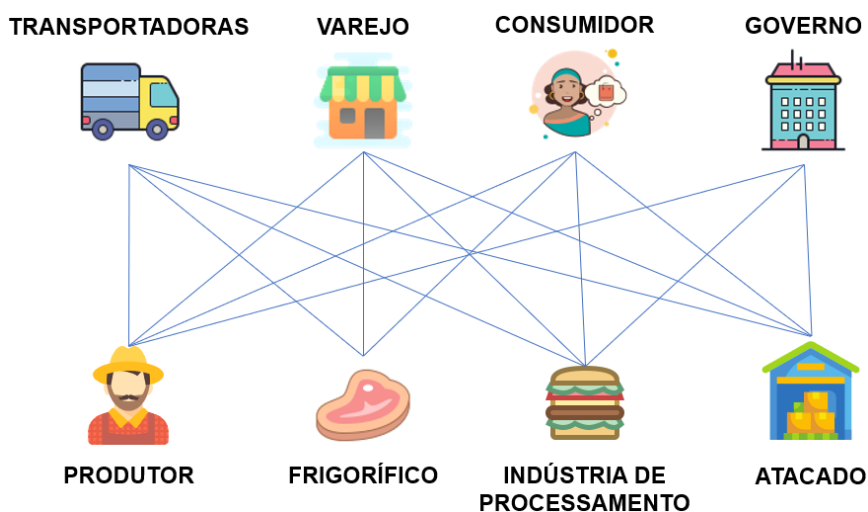 TRANSPORTADORAS
VAREJO
CONSUMIDOR
GOVERNO
PRODUTOR
FRIGORÍFICO
INDÚSTRIA DE
PROCESSAMENTO
ATACADO